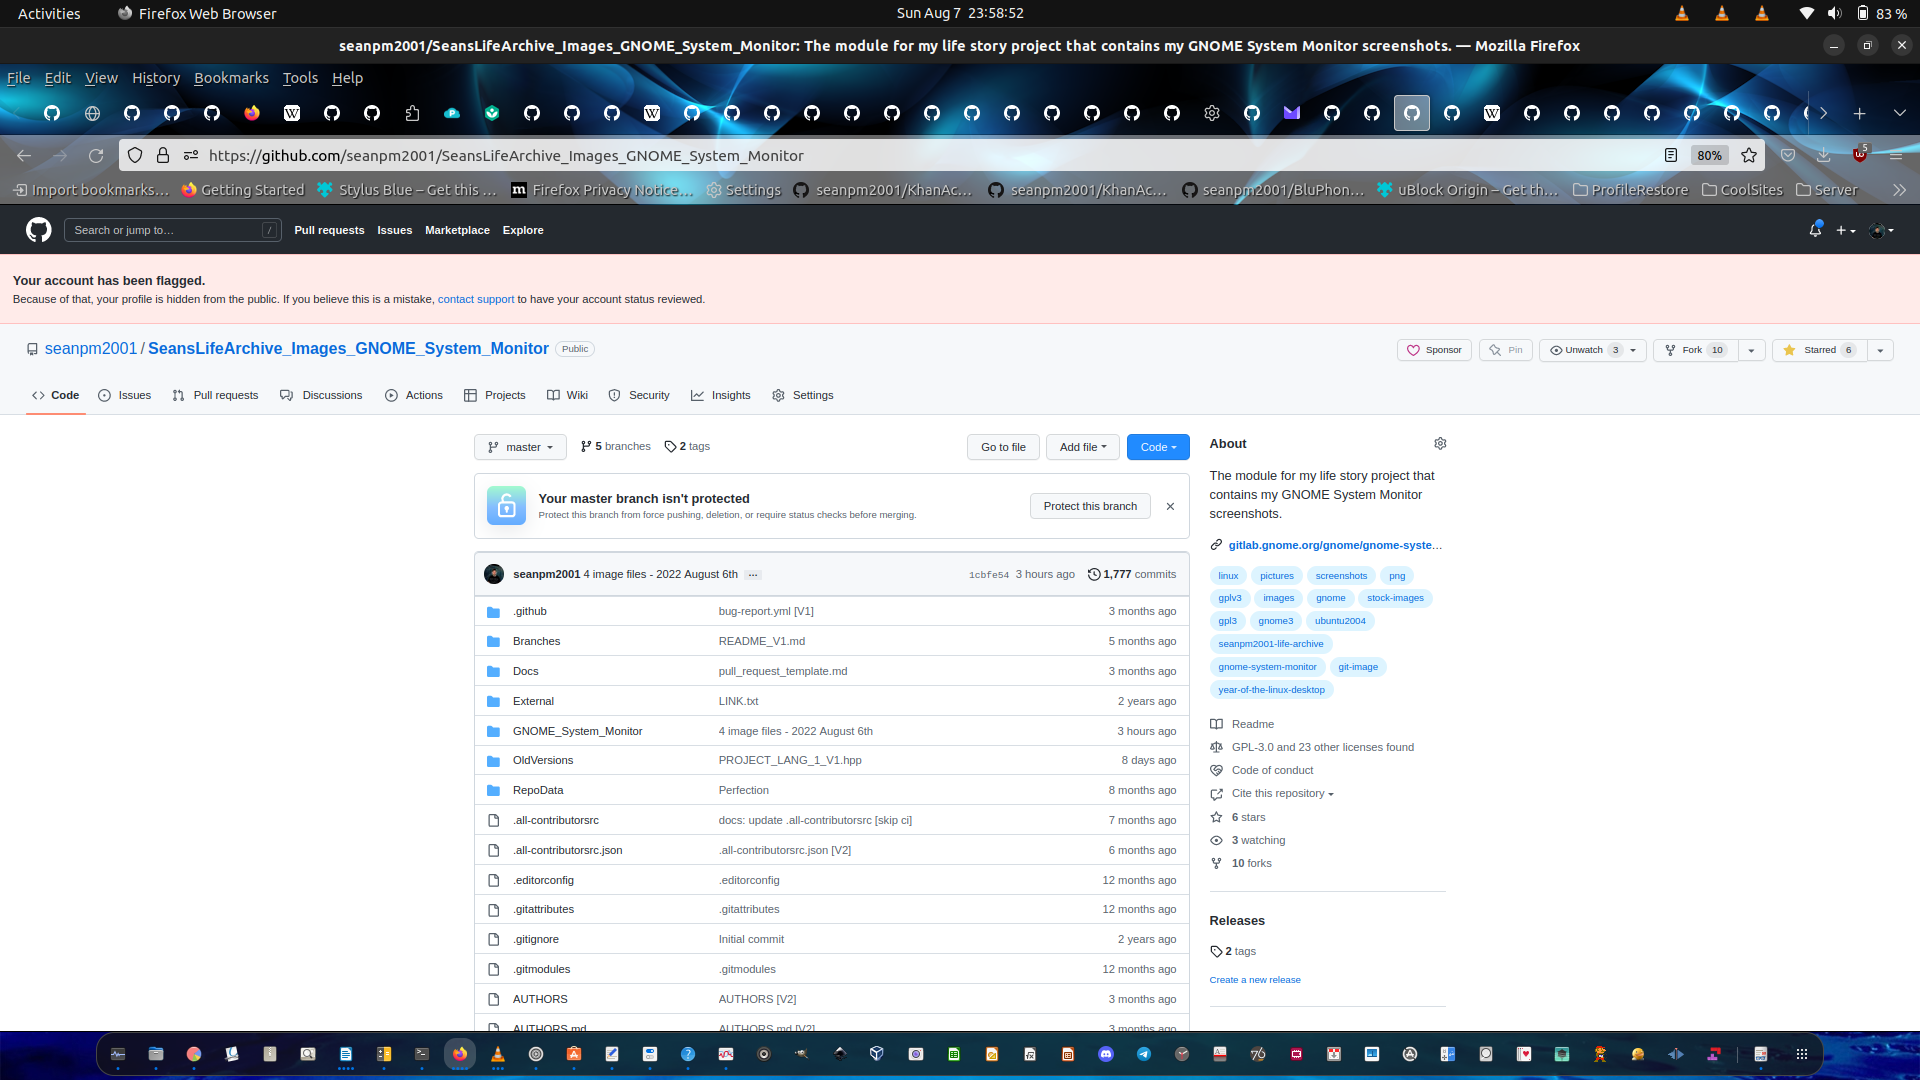 Activities
Firefox Web Browser
Sun Aug 7 23:58:52
83 %
seanpm2001/SeansLifeArchive_Images_GNOME_System_Monitor: The module for my life story project that contains my GNOME System Monitor screenshots. — Mozilla Firefox
File Edit View History Bookmarks Tools Help
https://github.com/seanpm2001/SeansLifeArchive_Images_GNOME_System_Monitor
80%
5
Import bookmarks… Getting Started Stylus Blue – Get this … Firefox Privacy Notice… Settings seanpm2001/KhanAc… seanpm2001/KhanAc… seanpm2001/BluPhon… uBlock Origin – Get th… ProfileRestore CoolSites Server
Search or jump to… /
Pull requests Issues Marketplace Explore
Your account has been flagged.
Because of that, your profile is hidden from the public. If you believe this is a mistake, contact support to have your account status reviewed.
seanpm2001 / SeansLifeArchive_Images_GNOME_System_Monitor Public
Sponsor Pin Unwatch 3 Fork 10 Starred 6
Code Issues Pull requests Discussions Actions Projects Wiki Security Insights Settings
master 5 branches 2 tags
Go to file Add file Code
Your master branch isn't protected
Protect this branch from force pushing, deletion, or require status checks before merging.
Protect this branch
seanpm2001 4 image files - 2022 August 6th … 1cbfe54 3 hours ago 1,777 commits
.github bug-report.yml [V1] 3 months ago
Branches README_V1.md 5 months ago
Docs pull_request_template.md 3 months ago
External LINK.txt 2 years ago
GNOME_System_Monitor 4 image files - 2022 August 6th 3 hours ago
OldVersions PROJECT_LANG_1_V1.hpp 8 days ago
RepoData Perfection 8 months ago
.all-contributorsrc docs: update .all-contributorsrc [skip ci] 7 months ago
.all-contributorsrc.json .all-contributorsrc.json [V2] 6 months ago
.editorconfig .editorconfig 12 months ago
.gitattributes .gitattributes 12 months ago
.gitignore Initial commit 2 years ago
.gitmodules .gitmodules 12 months ago
AUTHORS AUTHORS [V2] 3 months ago
AUTHORS.md AUTHORS.md [V2] 3 months ago
About
The module for my life story project that
contains my GNOME System Monitor
screenshots.
gitlab.gnome.org/gnome/gnome-syste…
linux pictures screenshots png
gplv3 images gnome stock-images
gpl3 gnome3 ubuntu2004
seanpm2001-life-archive
gnome-system-monitor git-image
year-of-the-linux-desktop
Readme
GPL-3.0 and 23 other licenses found
Code of conduct
Cite this repository
6 stars
3 watching
10 forks
Releases
2 tags
Create a new release